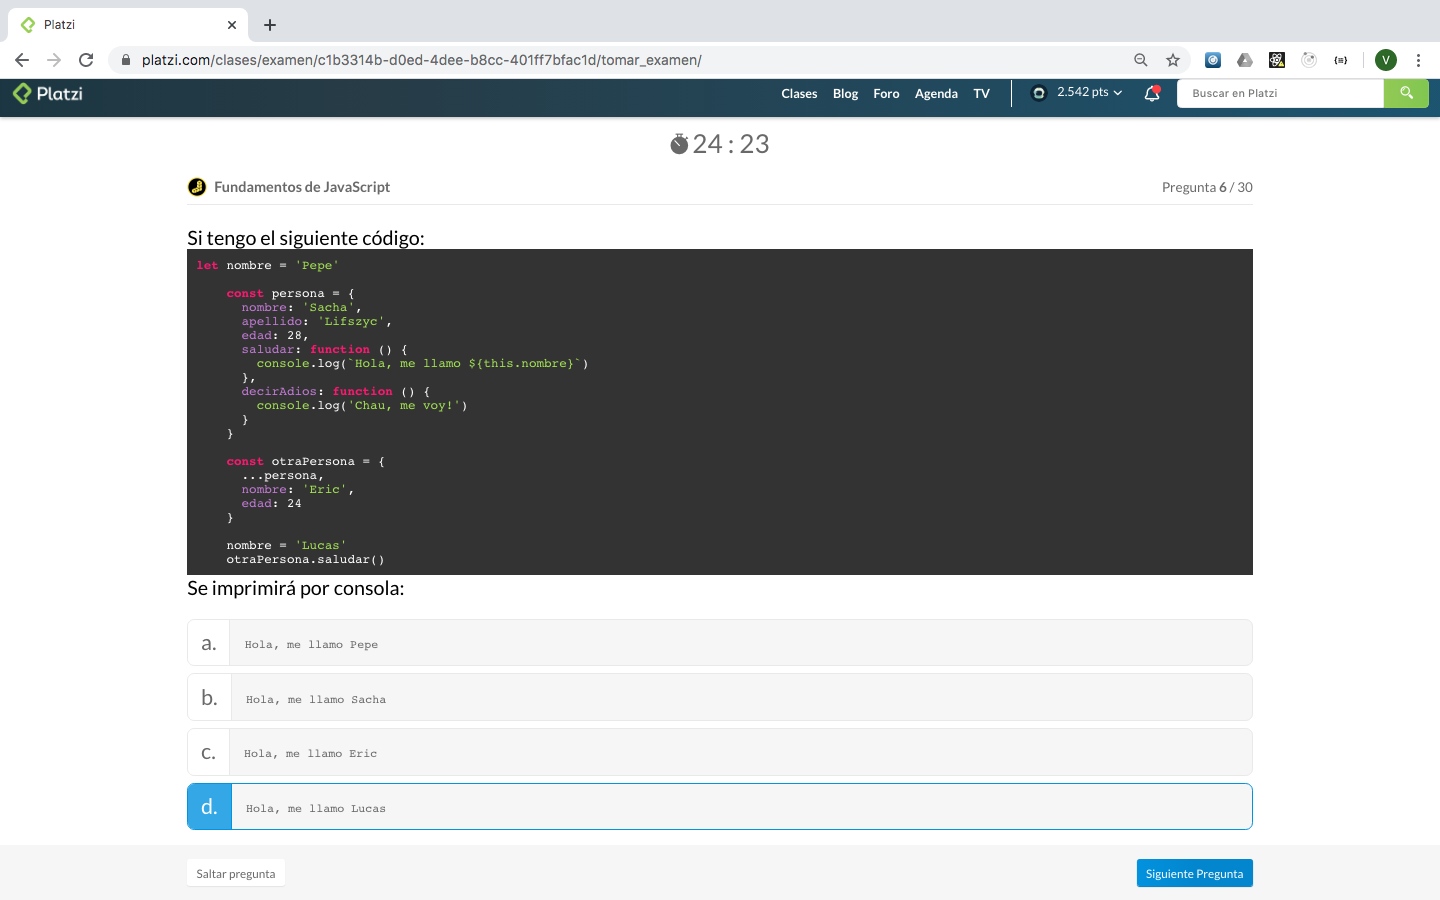 Platzi
platzi.com/clases/examen/c1b3314b-d0ed-4dee-b8cc-401ff7bfac1d/tomar_examen/
V
Platzi
Clases Blog Foro Agenda TV 2.542 pts Buscar en Platzi
24 : 23
Fundamentos de JavaScript Pregunta 6 / 30
Si tengo el siguiente código:
let nombre = 'Pepe'
const persona = {
nombre: 'Sacha',
apellido: 'Lifszyc',
edad: 28,
saludar: function () {
console.log(`Hola, me llamo ${this.nombre}`)
},
decirAdios: function () {
console.log('Chau, me voy!')
}
}
const otraPersona = {
...persona,
nombre: 'Eric',
edad: 24
}
nombre = 'Lucas'
otraPersona.saludar()
Se imprimirá por consola:
a. Hola, me llamo Pepe
b. Hola, me llamo Sacha
c. Hola, me llamo Eric
d. Hola, me llamo Lucas
Saltar pregunta Siguiente Pregunta